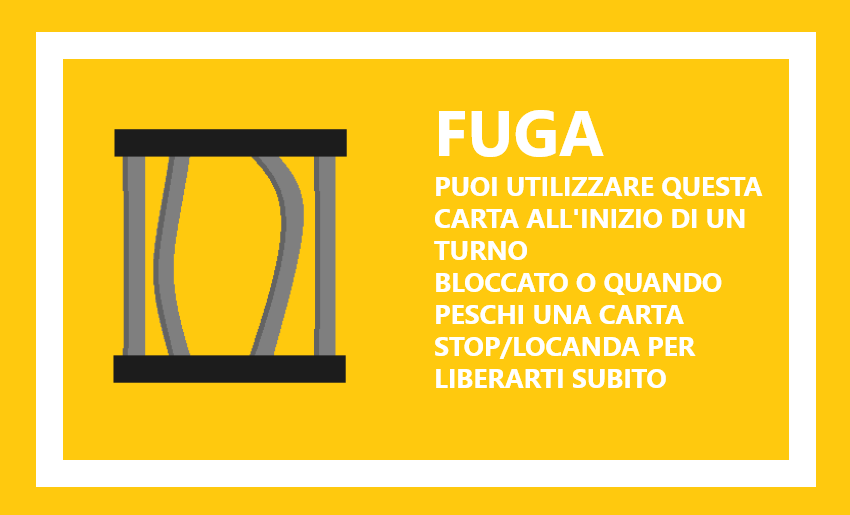 FUGA
PUOI UTILIZZARE QUESTA
CARTA ALL'INIZIO DI UN
TURNO
BLOCCATO O QUANDO
PESCHI UNA CARTA
STOP/LOCANDA PER
LIBERARTI SUBITO